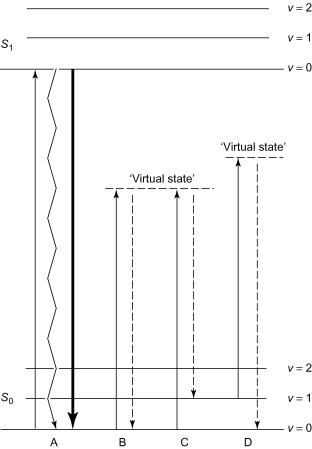 v = 2
v = 1
S1
v = 0
'Virtual state'
'Virtual state'
v = 2
S0
v = 1
v = 0
A B C D